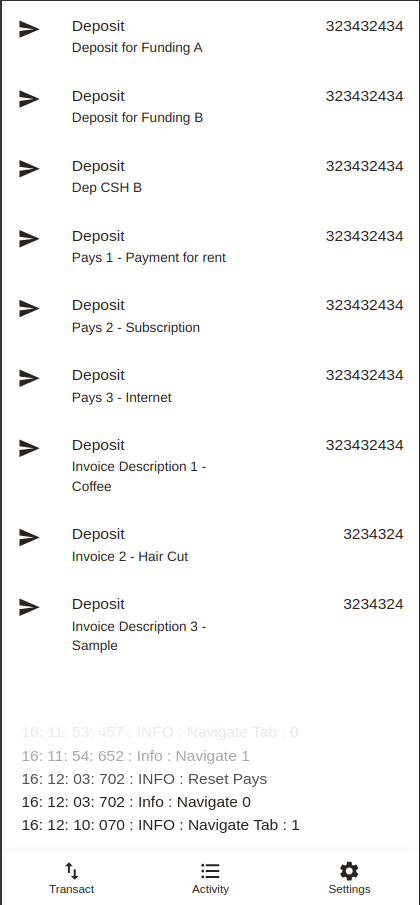 Deposit 323432434
Deposit for Funding A
Deposit 323432434
Deposit for Funding B
Deposit 323432434
Dep CSH B
Deposit 323432434
Pays 1 - Payment for rent
Deposit 323432434
Pays 2 - Subscription
Deposit 323432434
Pays 3 - Internet
Deposit 323432434
Invoice Description 1 -
Coffee
Deposit 3234324
Invoice 2 - Hair Cut
Deposit 3234324
Invoice Description 3 -
Sample
16: 11: 53: 457 : INFO : Navigate Tab : 0
16: 11: 54: 652 : Info : Navigate 1
16: 12: 03: 702 : INFO : Reset Pays
16: 12: 03: 702 : Info : Navigate 0
16: 12: 10: 070 : INFO : Navigate Tab : 1
Transact Activity Settings